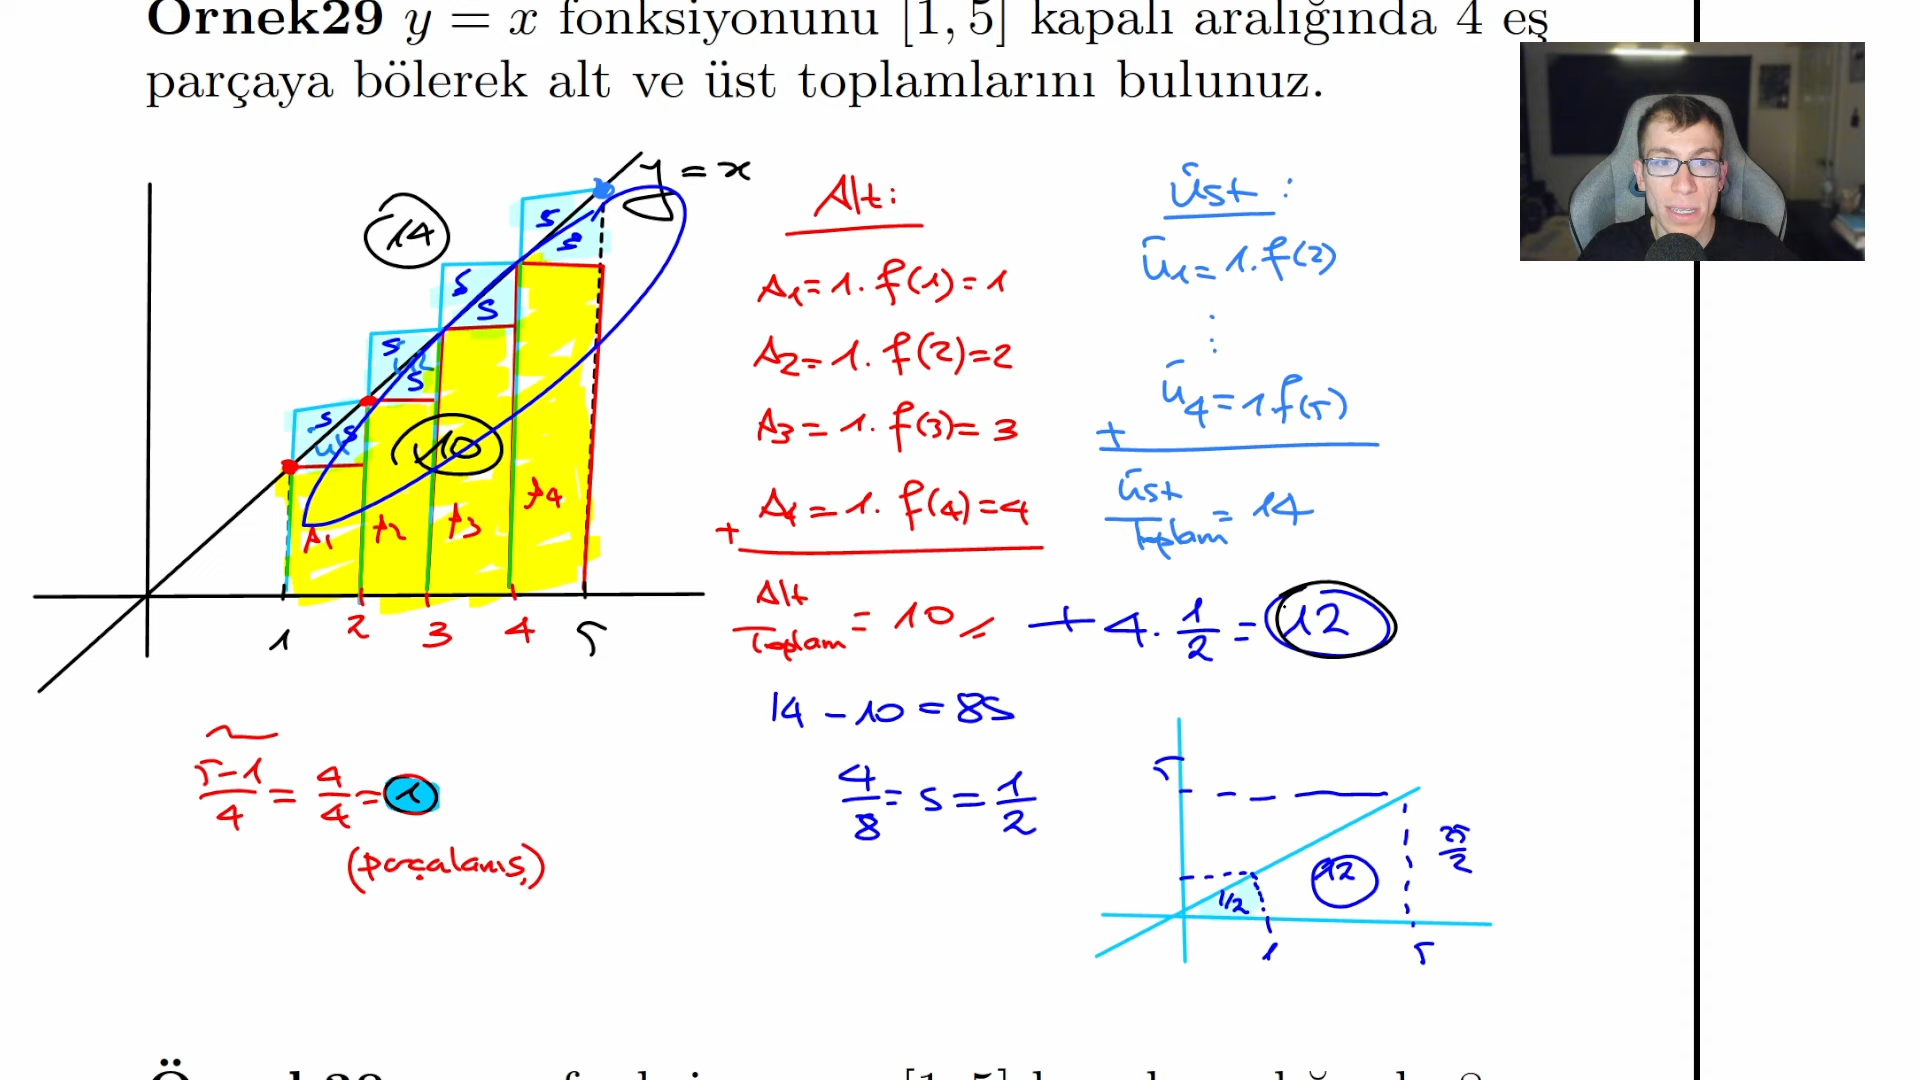 Örnek29 y = x fonksiyonunu [1, 5] kapalı aralığında 4 eş
parçaya bölerek alt ve üst toplamlarını bulunuz.
y = x
14
S S
S S
S S
S S
10
A1 A2 A3 A4
1 2 3 4 5
Alt:
A1 = 1. f(1) = 1
A2 = 1. f(2) = 2
A3 = 1. f(3) = 3
A4 = 1. f(4) = 4
+
Alt Toplam = 10
Üst :
Ü1 = 1. f(2)
:
Ü4 = 1 f(5)
+
Üst Toplam = 14
+ 4. 1/2 = 12
14 - 10 = 8S
4/8 = S = 1/2
5-1/4 = 4/4 = 1
(parçalanış)
5
1/2
12
25/2
1 5